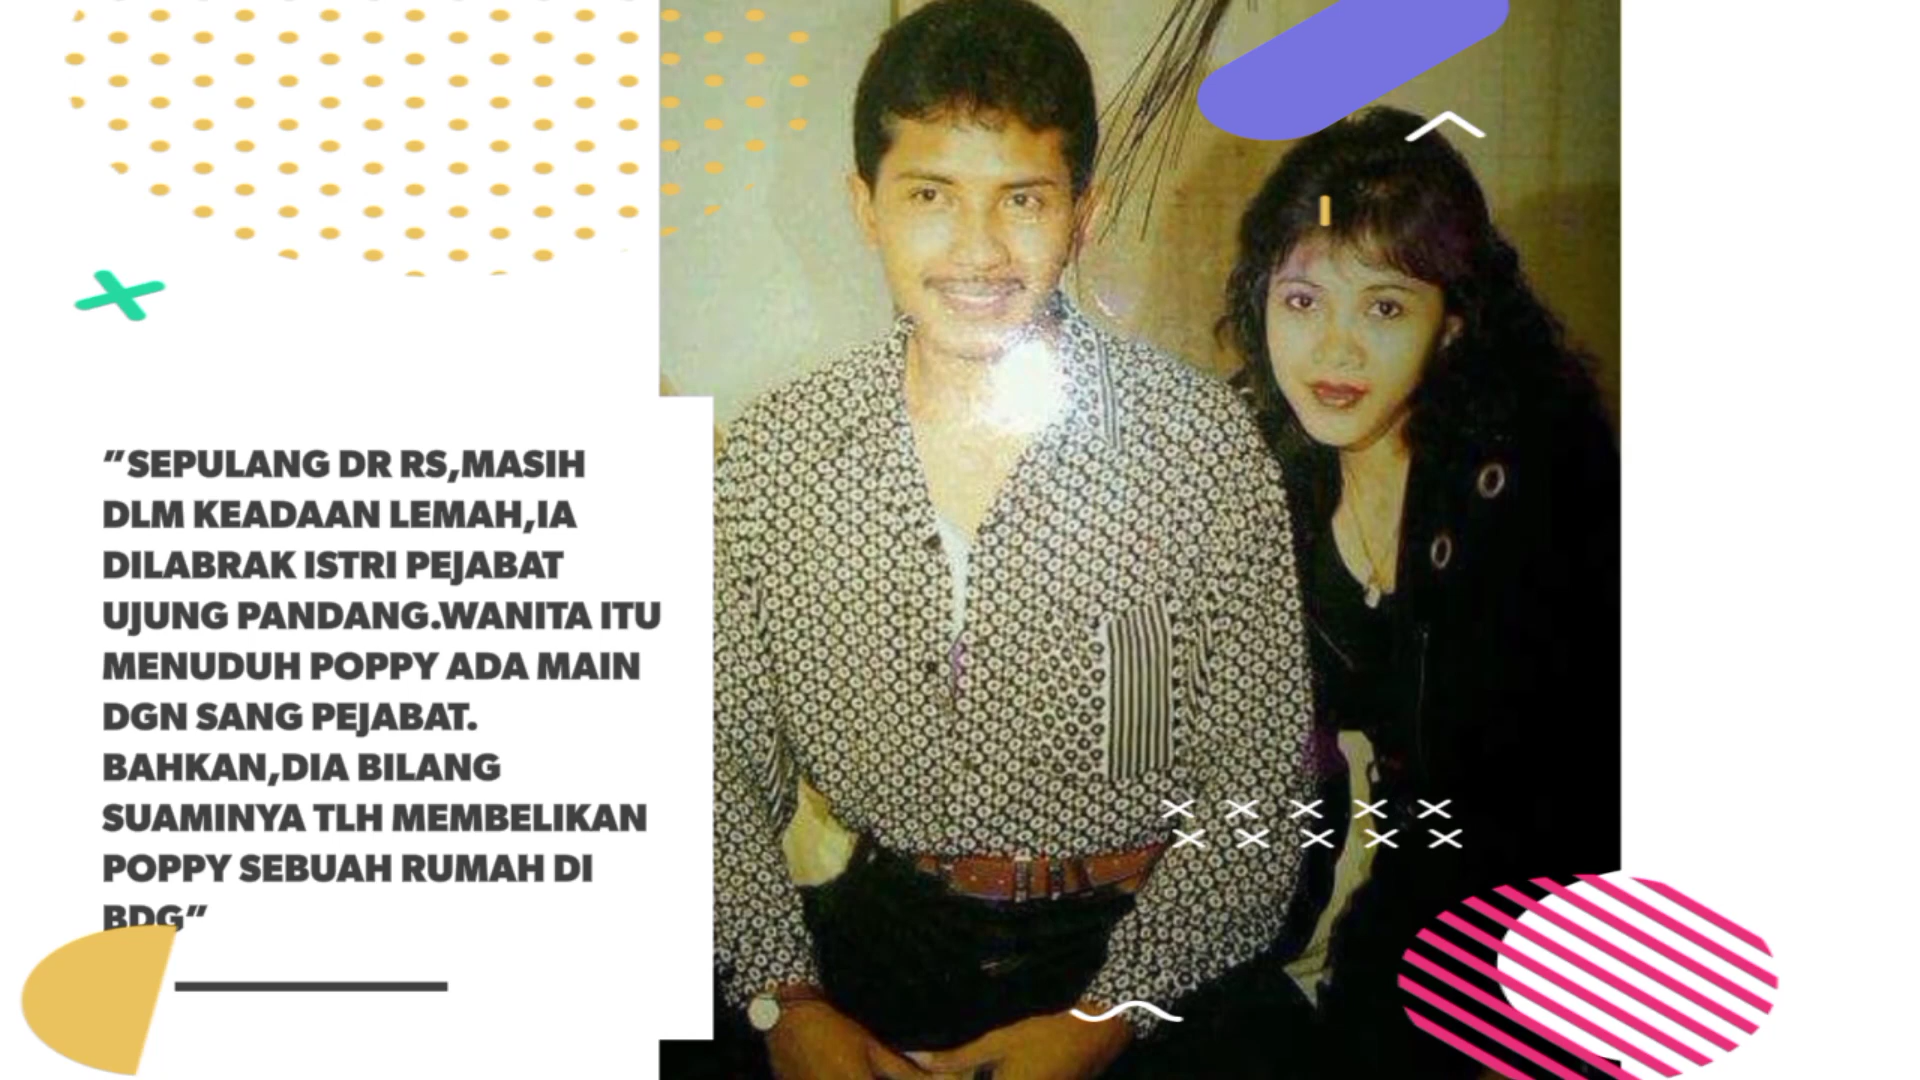 "SEPULANG DR RS,MASIH
DLM KEADAAN LEMAH,IA
DILABRAK ISTRI PEJABAT
UJUNG PANDANG.WANITA ITU
MENUDUH POPPY ADA MAIN
DGN SANG PEJABAT.
BAHKAN,DIA BILANG
SUAMINYA TLH MEMBELIKAN
POPPY SEBUAH RUMAH DI
BDG"